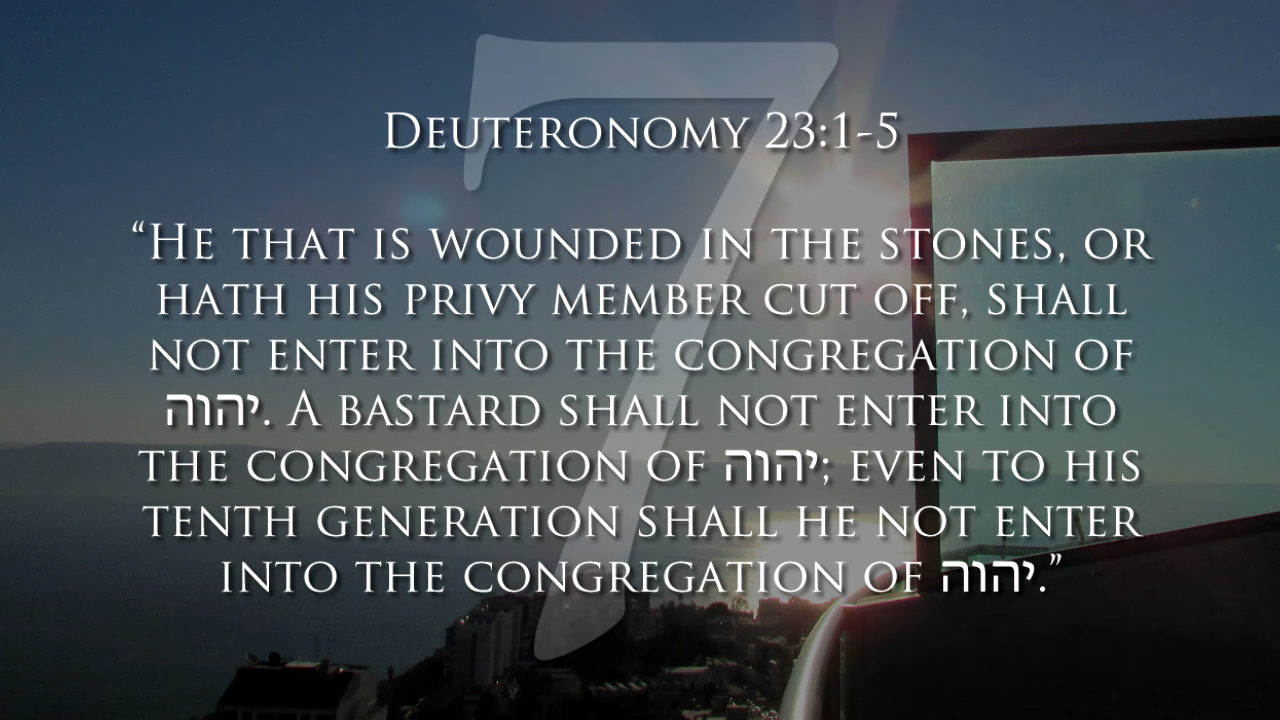 Deuteronomy 23:1-5
7
“He that is wounded in the stones, or
hath his privy member cut off, shall
not enter into the congregation of
יהוה. A bastard shall not enter into
the congregation of יהוה; even to his
tenth generation shall he not enter
into the congregation of יהוה.”